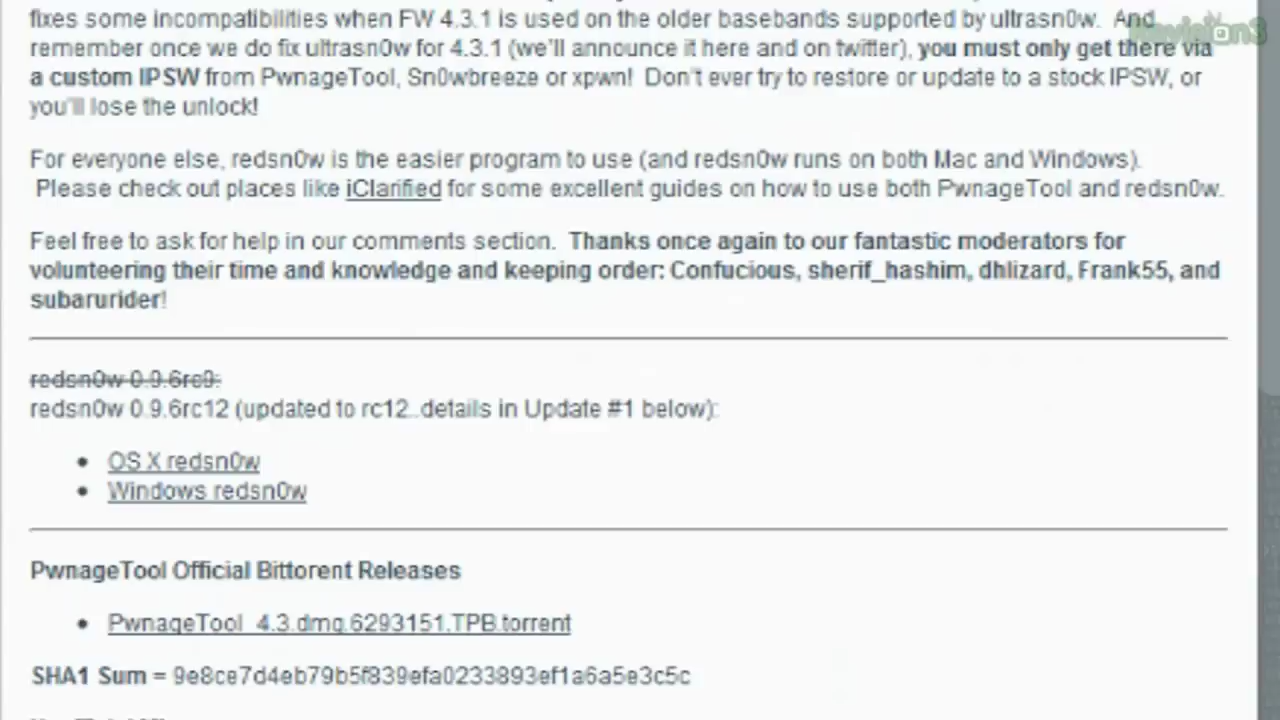 fixes some incompatibilities when FW 4.3.1 is used on the older basebands supported by ultrasn0w. And
remember once we do fix ultrasn0w for 4.3.1 (we'll announce it here and on twitter), you must only get there via
a custom IPSW from PwnageTool, Sn0wbreeze or xpwn! Don't ever try to restore or update to a stock IPSW, or
you'll lose the unlock!
For everyone else, redsn0w is the easier program to use (and redsn0w runs on both Mac and Windows).
Please check out places like iClarified for some excellent guides on how to use both PwnageTool and redsn0w.
Feel free to ask for help in our comments section. Thanks once again to our fantastic moderators for
volunteering their time and knowledge and keeping order: Confucious, sherif_hashim, dhlizard, Frank55, and
subarurider!
redsn0w 0.9.6rc9:
redsn0w 0.9.6rc12 (updated to rc12..details in Update #1 below):
OS X redsn0w
Windows redsn0w
PwnageTool Official Bittorent Releases
PwnageTool_4.3.dmg.6293151.TPB.torrent
SHA1 Sum = 9e8ce7d4eb79b5f839efa0233893ef1a6a5e3c5c